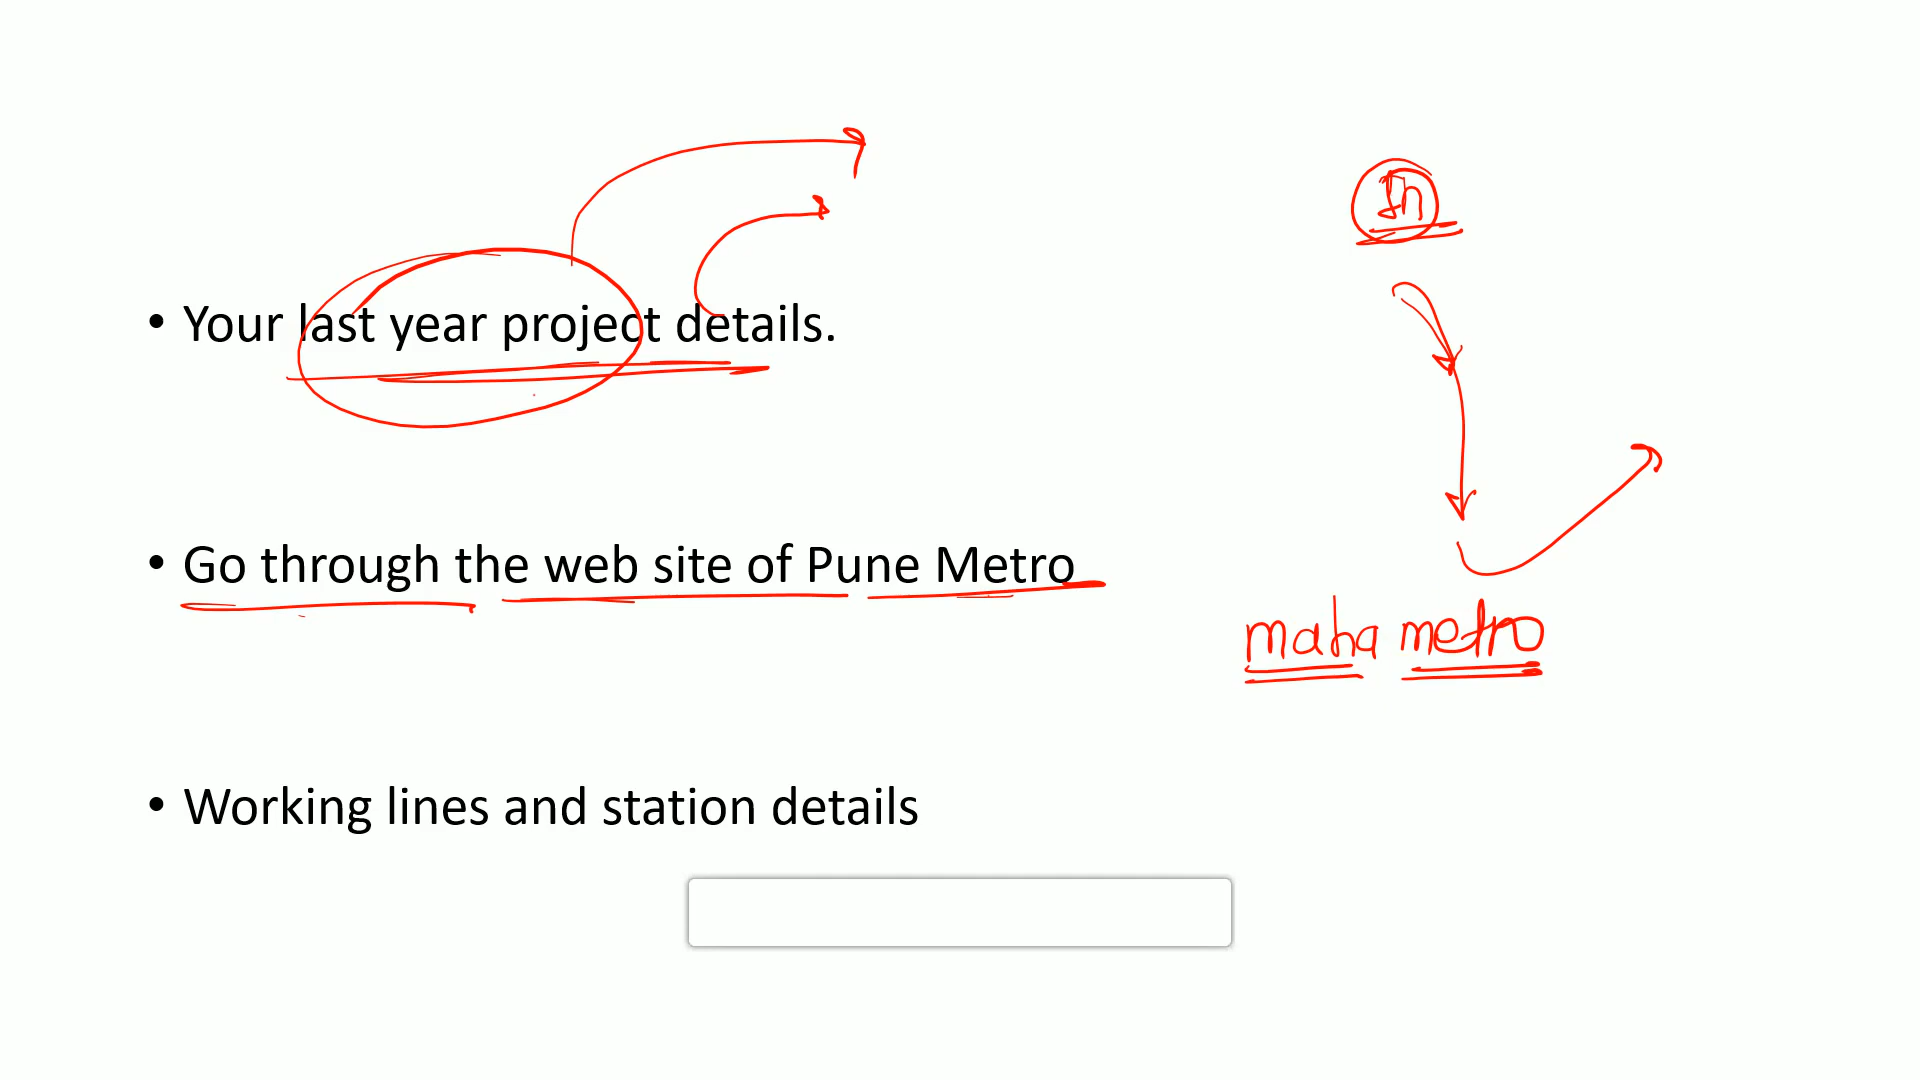 • Your last year project details.
• Go through the web site of Pune Metro
maha metro
• Working lines and station details